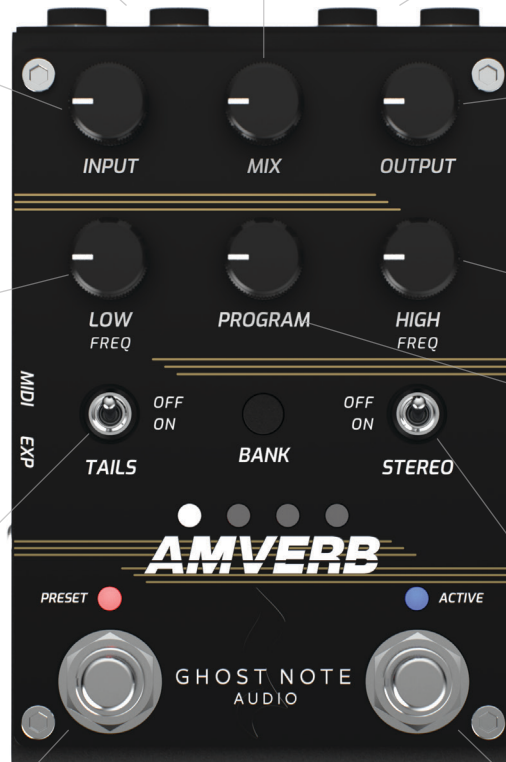 INPUT
MIX
OUTPUT
LOW
FREQ
PROGRAM
HIGH
FREQ
MIDI
EXP
OFF
ON
TAILS
BANK
OFF
ON
STEREO
AMVERB
PRESET
ACTIVE
GHOST NOTE
AUDIO